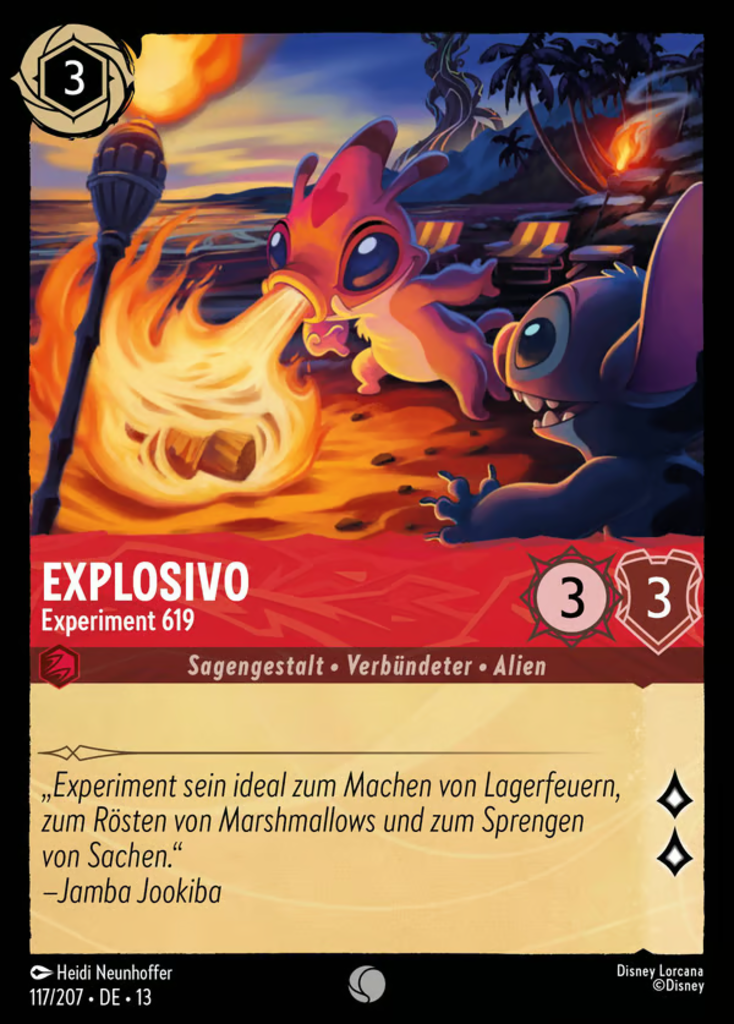 3
EXPLOSIVO
Experiment 619
3
3
Sagengestalt • Verbündeter • Alien
„Experiment sein ideal zum Machen von Lagerfeuern,
zum Rösten von Marshmallows und zum Sprengen
von Sachen.“
–Jamba Jookiba
Heidi Neunhoffer
117/207 • DE • 13
Disney Lorcana
©Disney